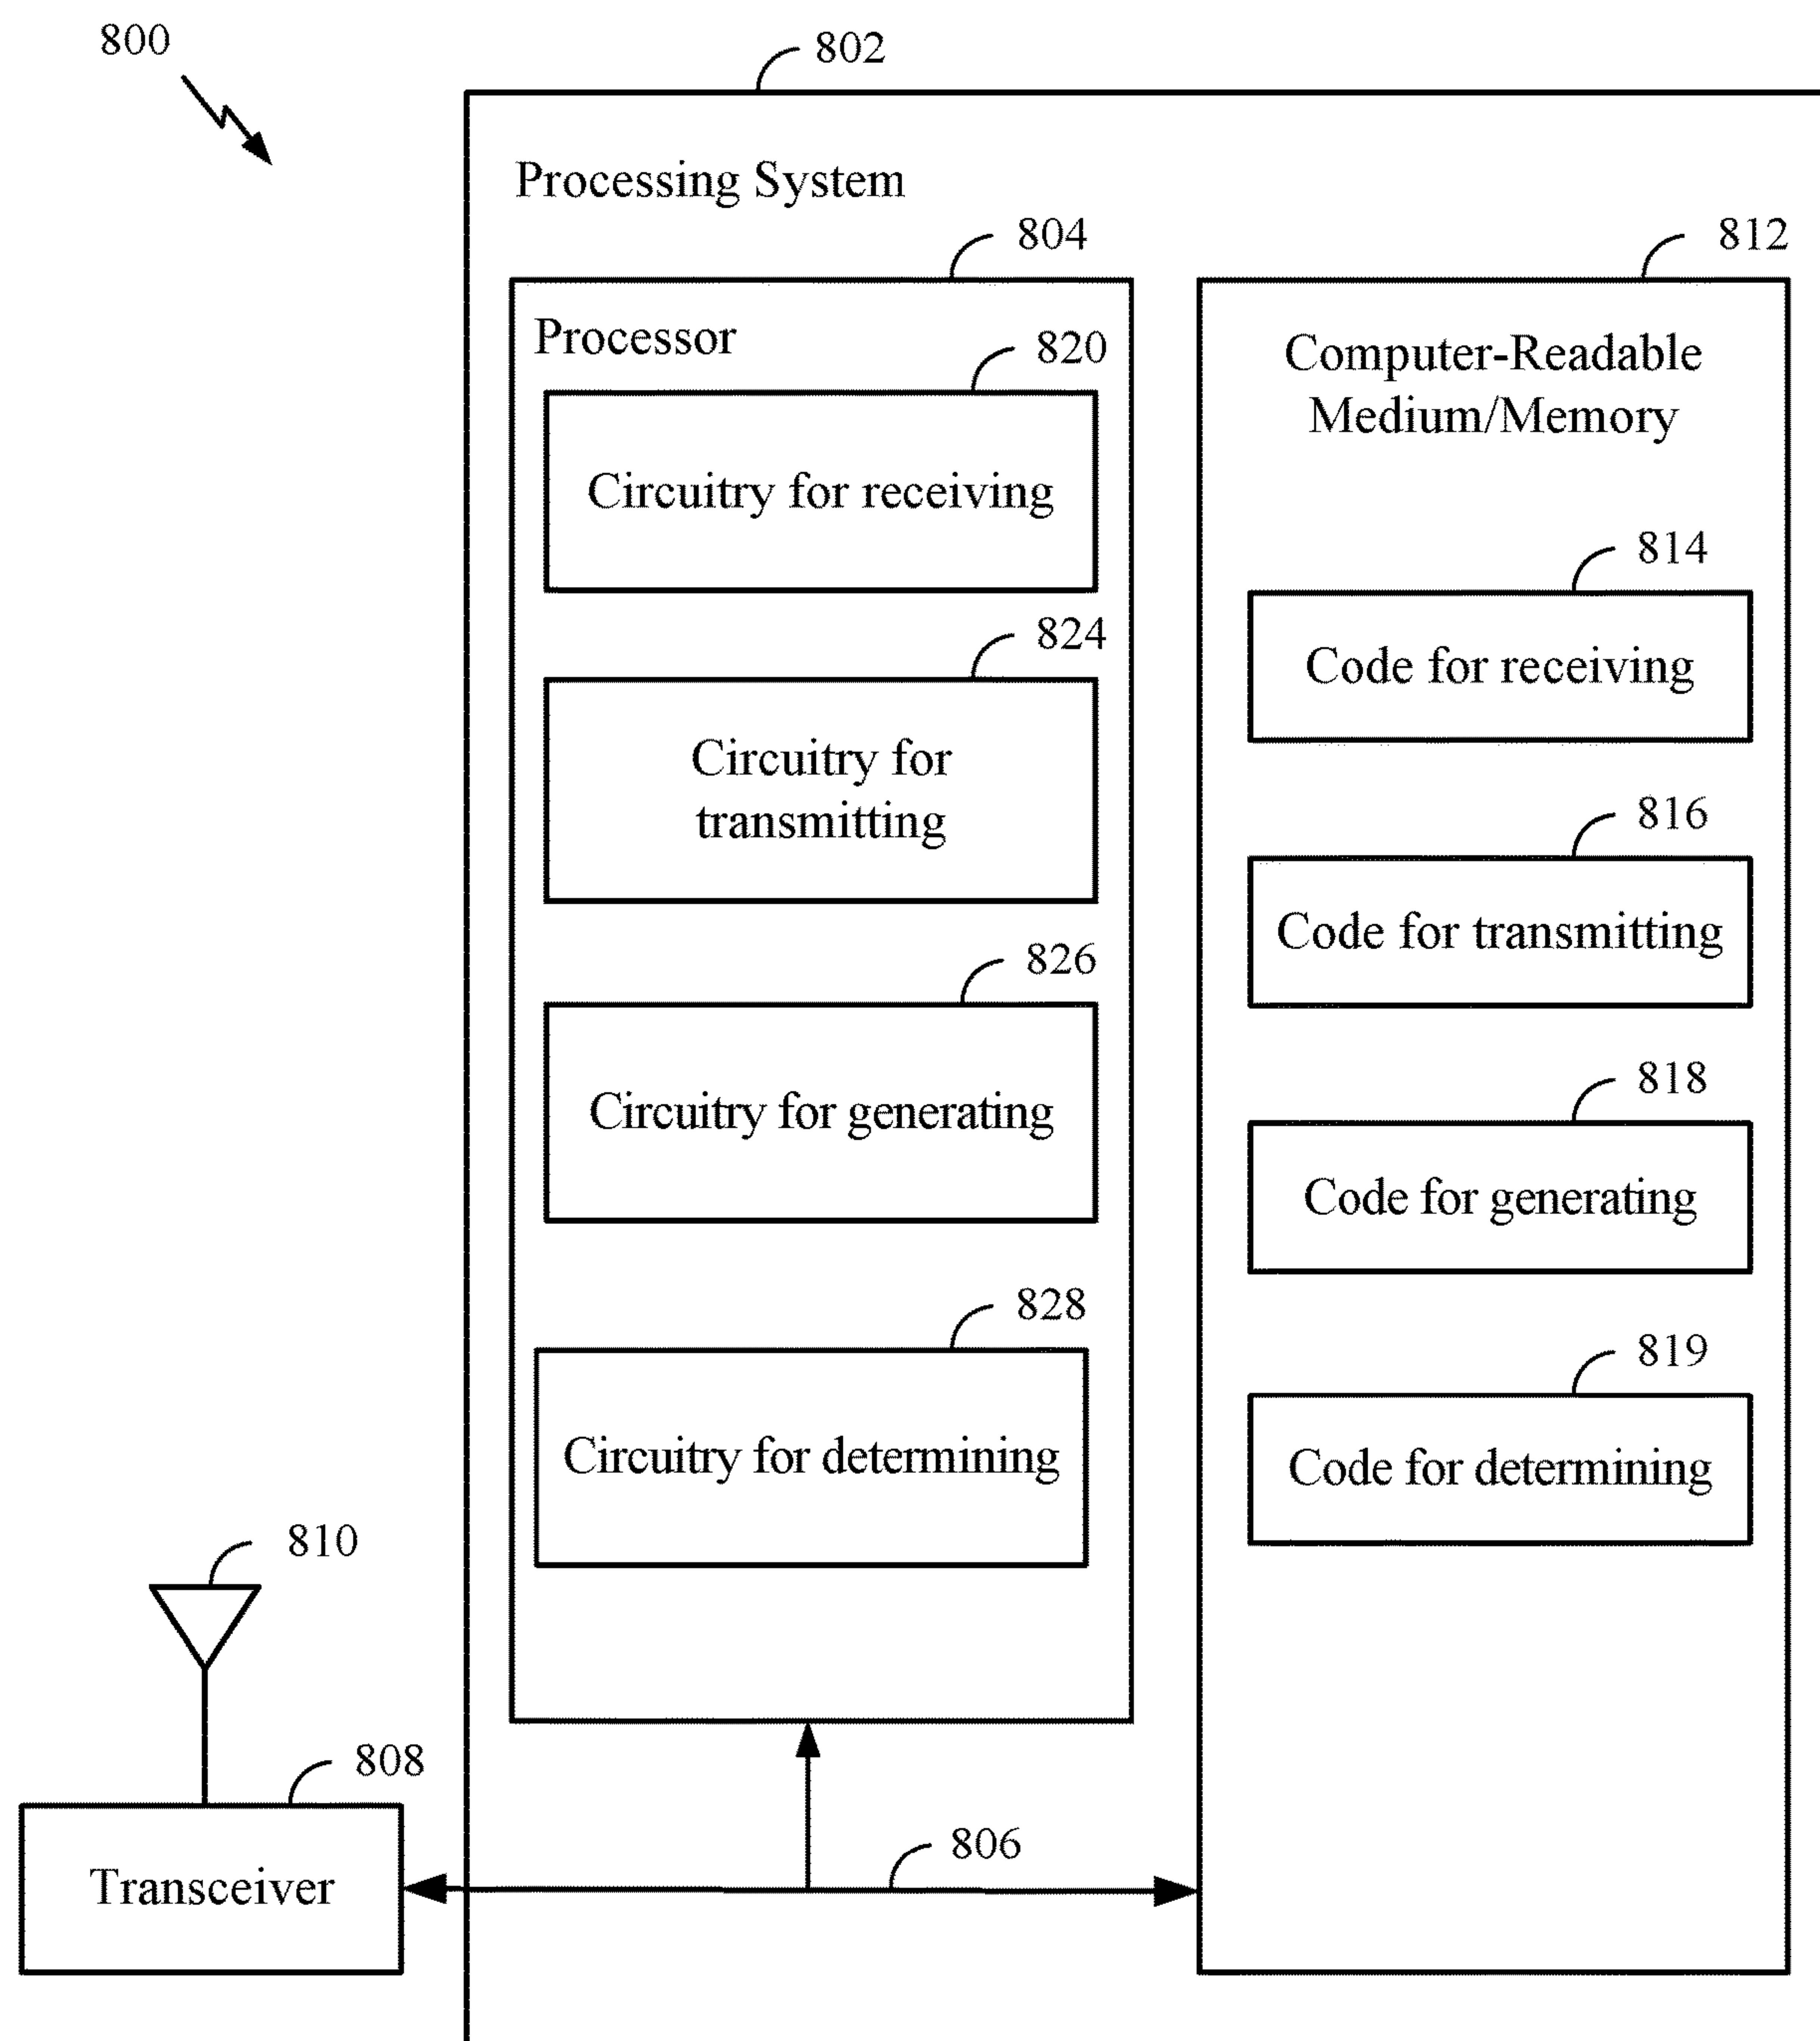 800
802
Processing System
804
Processor
820
Circuitry for receiving
824
Circuitry for
transmitting
826
Circuitry for generating
828
Circuitry for determining
812
Computer-Readable
Medium/Memory
814
Code for receiving
816
Code for transmitting
818
Code for generating
819
Code for determining
810
808
Transceiver
806